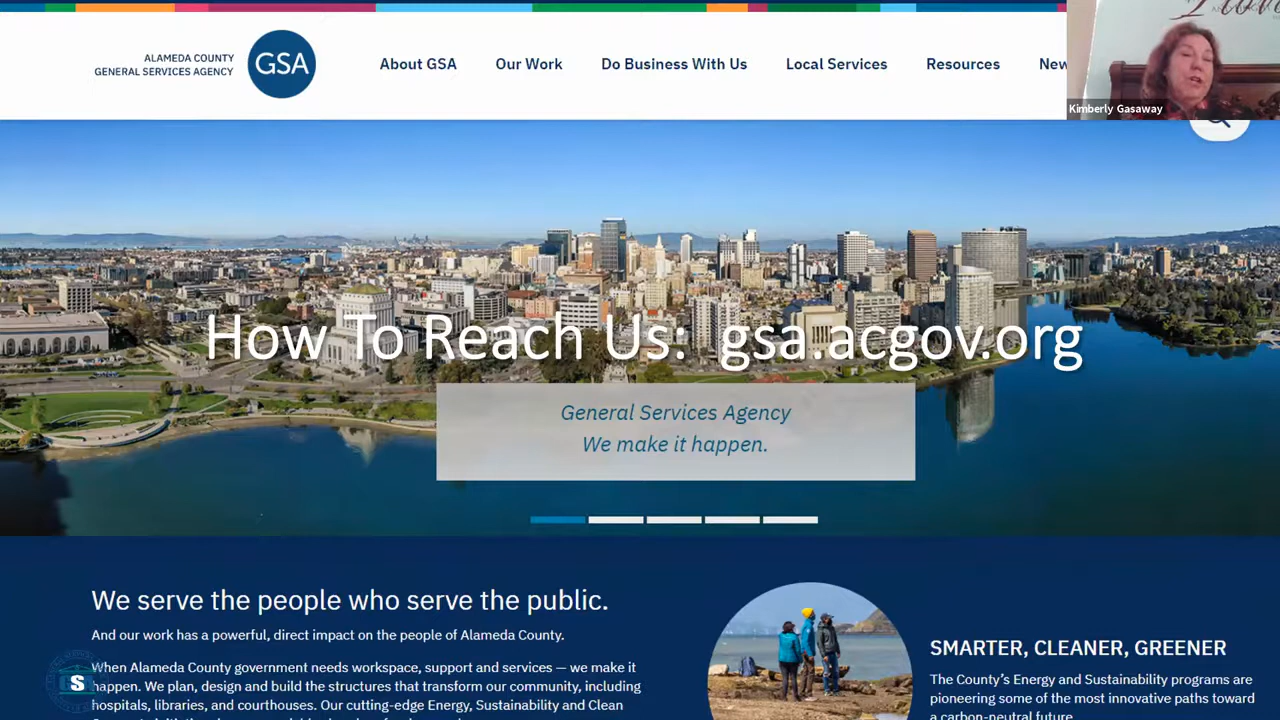 ALAMEDA COUNTY
GENERAL SERVICES AGENCY
GSA
About GSA
Our Work
Do Business With Us
Local Services
Resources
New
Kimberly Gasaway
How To Reach Us: gsa.acgov.org
General Services Agency
We make it happen.
We serve the people who serve the public.
And our work has a powerful, direct impact on the people of Alameda County.
When Alameda County government needs workspace, support and services — we make it
happen. We plan, design and build the structures that transform our community, including
hospitals, libraries, and courthouses. Our cutting-edge Energy, Sustainability and Clean
SMARTER, CLEANER, GREENER
The County's Energy and Sustainability programs are
pioneering some of the most innovative paths toward
a carbon-neutral future